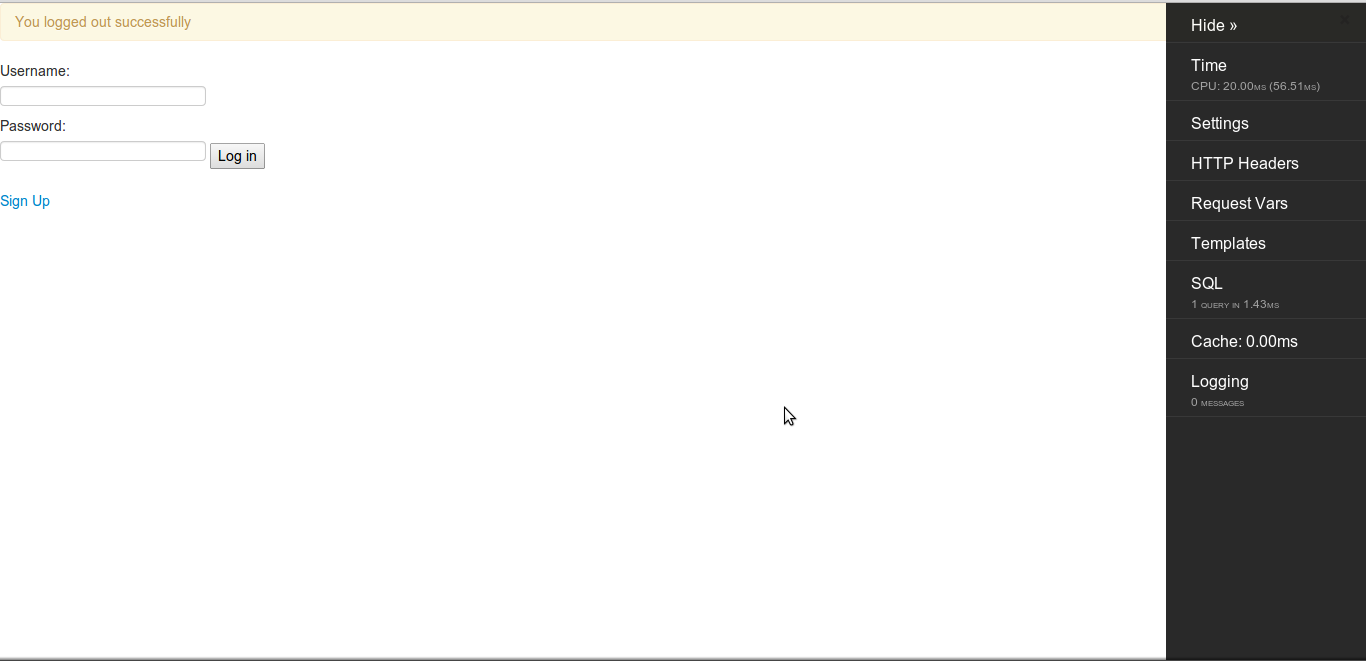 You logged out successfully
Username:
Password:
Log in
Sign Up
Hide »
×
Time
CPU: 20.00ms (56.51ms)
Settings
HTTP Headers
Request Vars
Templates
SQL
1 query in 1.43ms
Cache: 0.00ms
Logging
0 messages